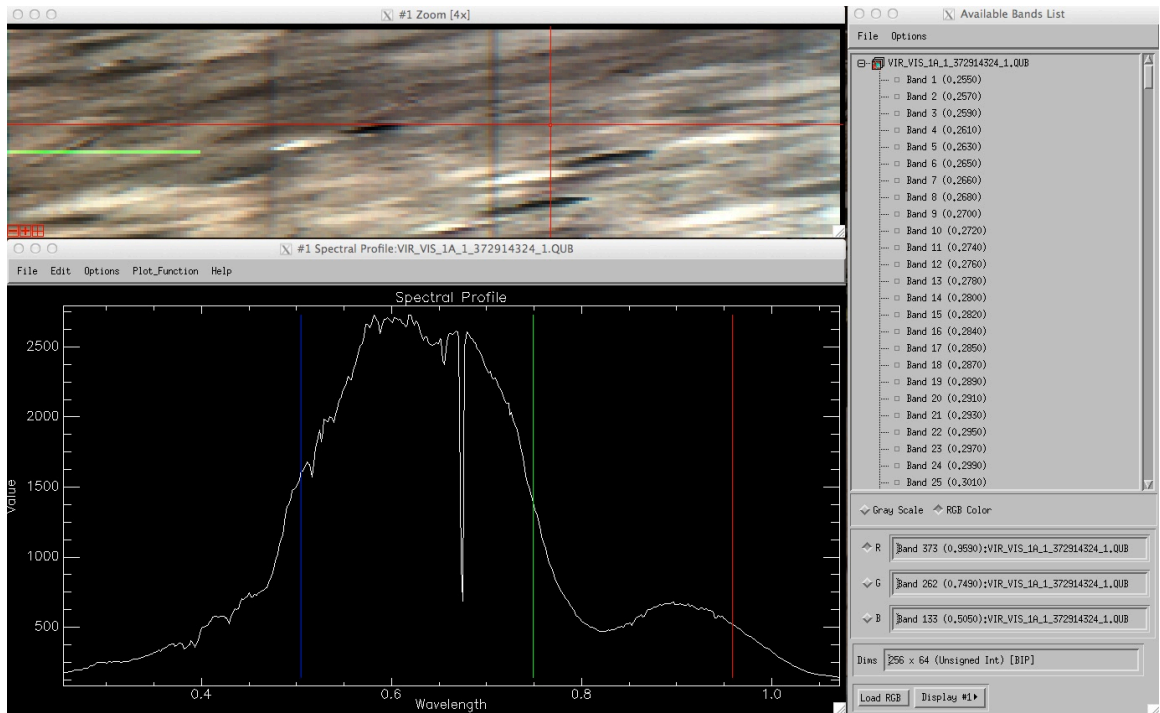 #1 Zoom [4x]
#1 Spectral Profile:VIR_VIS_1A_1_372914324_1.QUB
File Edit Options Plot_Function Help
Spectral Profile
Value
2500
2000
1500
1000
500
0.4 0.6 0.8 1.0
Wavelength
Available Bands List
File Options
VIR_VIS_1A_1_372914324_1.QUB
Band 1 (0.2550)
Band 2 (0.2570)
Band 3 (0.2590)
Band 4 (0.2610)
Band 5 (0.2630)
Band 6 (0.2650)
Band 7 (0.2660)
Band 8 (0.2680)
Band 9 (0.2700)
Band 10 (0.2720)
Band 11 (0.2740)
Band 12 (0.2760)
Band 13 (0.2780)
Band 14 (0.2800)
Band 15 (0.2820)
Band 16 (0.2840)
Band 17 (0.2850)
Band 18 (0.2870)
Band 19 (0.2890)
Band 20 (0.2910)
Band 21 (0.2930)
Band 22 (0.2950)
Band 23 (0.2970)
Band 24 (0.2990)
Band 25 (0.3010)
Gray Scale RGB Color
R Band 373 (0.9590):VIR_VIS_1A_1_372914324_1.QUB
G Band 262 (0.7490):VIR_VIS_1A_1_372914324_1.QUB
B Band 133 (0.5050):VIR_VIS_1A_1_372914324_1.QUB
Dims 256 x 64 (Unsigned Int) [BIP]
Load RGB Display #1